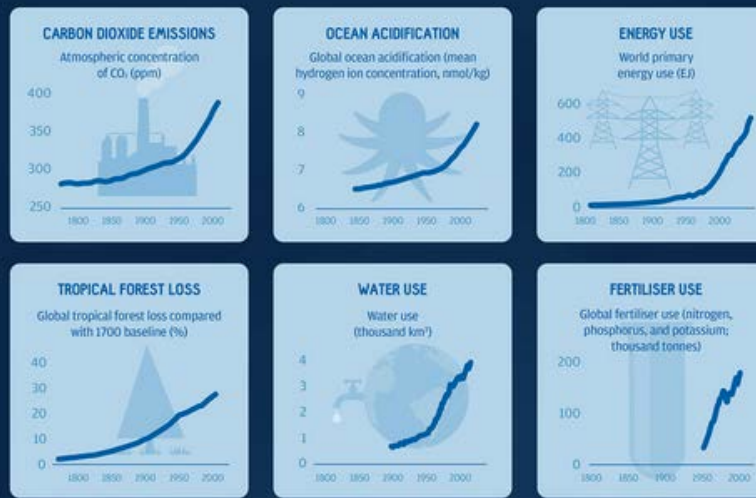 CARBON DIOXIDE EMISSIONS
Atmospheric concentration
of CO₂ (ppm)
400
350
300
250
1800 1850 1900 1950 2000
OCEAN ACIDIFICATION
Global ocean acidification (mean
hydrogen ion concentration, nmol/kg)
9
8
7
6
1800 1850 1900 1950 2000
ENERGY USE
World primary
energy use (EJ)
600
400
200
0
1800 1850 1900 1950 2000
TROPICAL FOREST LOSS
Global tropical forest loss compared
with 1700 baseline (%)
40
30
20
10
0
1800 1850 1900 1950 2000
WATER USE
Water use
(thousand km³)
4
3
2
1
0
1800 1850 1900 1950 2000
FERTILISER USE
Global fertiliser use (nitrogen,
phosphorus, and potassium;
thousand tonnes)
200
100
0
1800 1850 1900 1950 2000